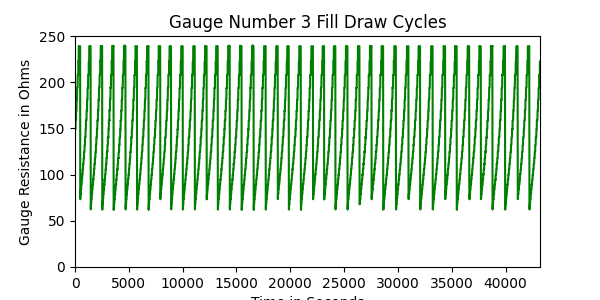 Gauge Number 3 Fill Draw Cycles
250
200
150
100
50
0
Gauge Resistance in Ohms
0 5000 10000 15000 20000 25000 30000 35000 40000
Time in Seconds